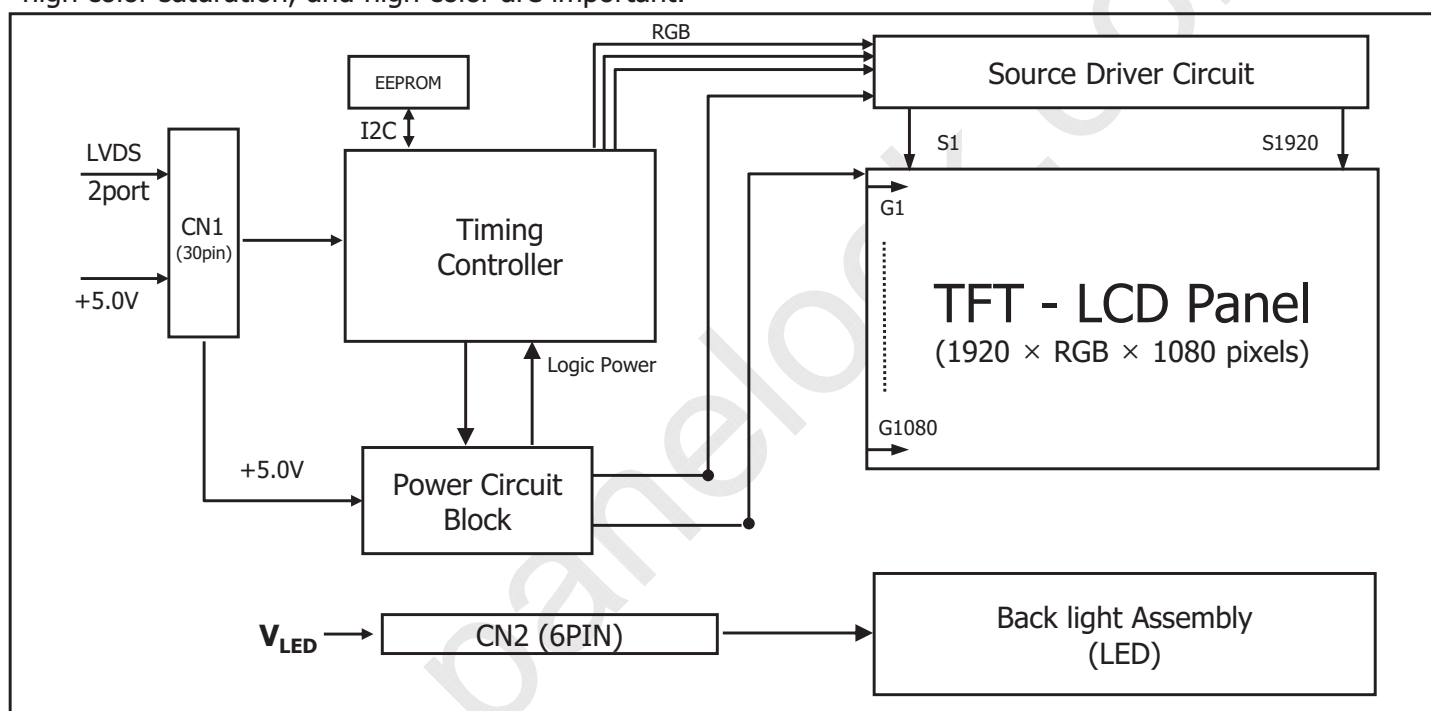 high color saturation, and high color are important.
RGB
Source Driver Circuit
EEPROM
I2C
S1
S1920
LVDS
2port
CN1
(30pin)
+5.0V
Timing
Controller
G1
TFT - LCD Panel
(1920 × RGB × 1080 pixels)
G1080
Logic Power
+5.0V
Power Circuit
Block
VLED
CN2 (6PIN)
Back light Assembly
(LED)